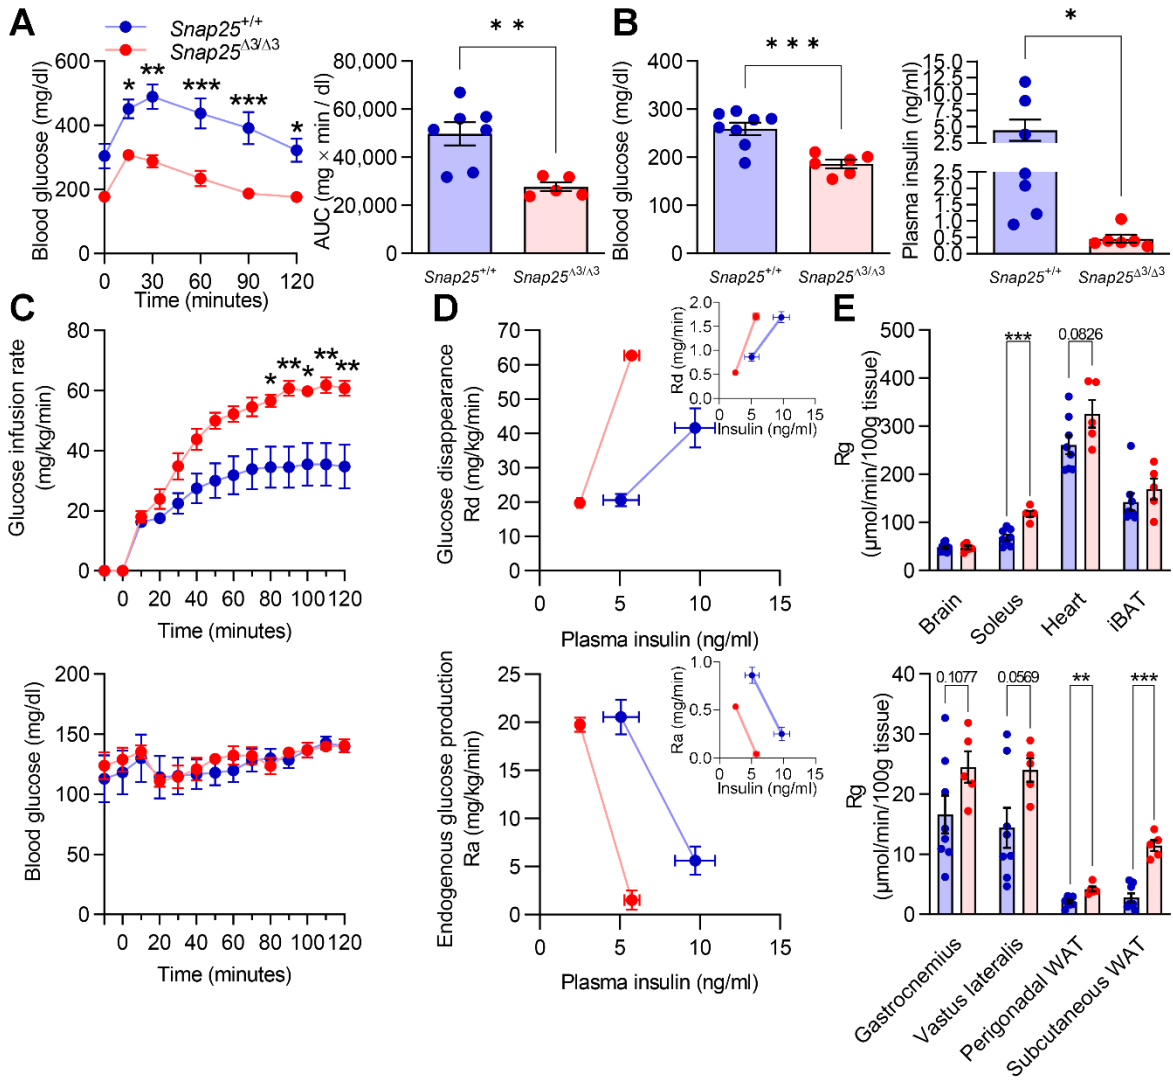 A
Snap25+/+
Snap25Δ3/Δ3
Blood glucose (mg/dl)
600
400
200
0
* ** *** *** *
0 30 60 90 120
Time (minutes)
AUC (mg × min / dl)
80,000
60,000
40,000
20,000
0
* *
Snap25+/+ Snap25Δ3/Δ3
B
Blood glucose (mg/dl)
400
300
200
100
0
* * *
Snap25+/+ Snap25Δ3/Δ3
Plasma insulin (ng/ml)
15.0
12.5
10.0
7.5
5.0
2.5
2.5
2.0
1.5
1.0
0.5
0.0
*
Snap25+/+ Snap25Δ3/Δ3
C
Glucose infusion rate
(mg/kg/min)
80
60
40
20
0
* ** * ** **
0 20 40 60 80 100 120
Time (minutes)
Blood glucose (mg/dl)
200
150
100
50
0
0 20 40 60 80 100 120
Time (minutes)
D
Glucose disappearance
Rd (mg/kg/min)
70
60
50
40
30
20
10
0
0 5 10 15
Plasma insulin (ng/ml)
Rd (mg/min)
2.0
1.5
1.0
0.5
0.0
0 5 10 15
Insulin (ng/ml)
Endogenous glucose production
Ra (mg/kg/min)
25
20
15
10
5
0
0 5 10 15
Plasma insulin (ng/ml)
Ra (mg/min)
1.0
0.5
0.0
0 5 10 15
Insulin (ng/ml)
E
Rg
(μmol/min/100g tissue)
500
400
300
200
100
0
***
0.0826
Brain
Soleus
Heart
iBAT
Rg
(μmol/min/100g tissue)
40
30
20
10
0
0.1077
0.0569
**
***
Gastrocnemius
Vastus lateralis
Perigonadal WAT
Subcutaneous WAT